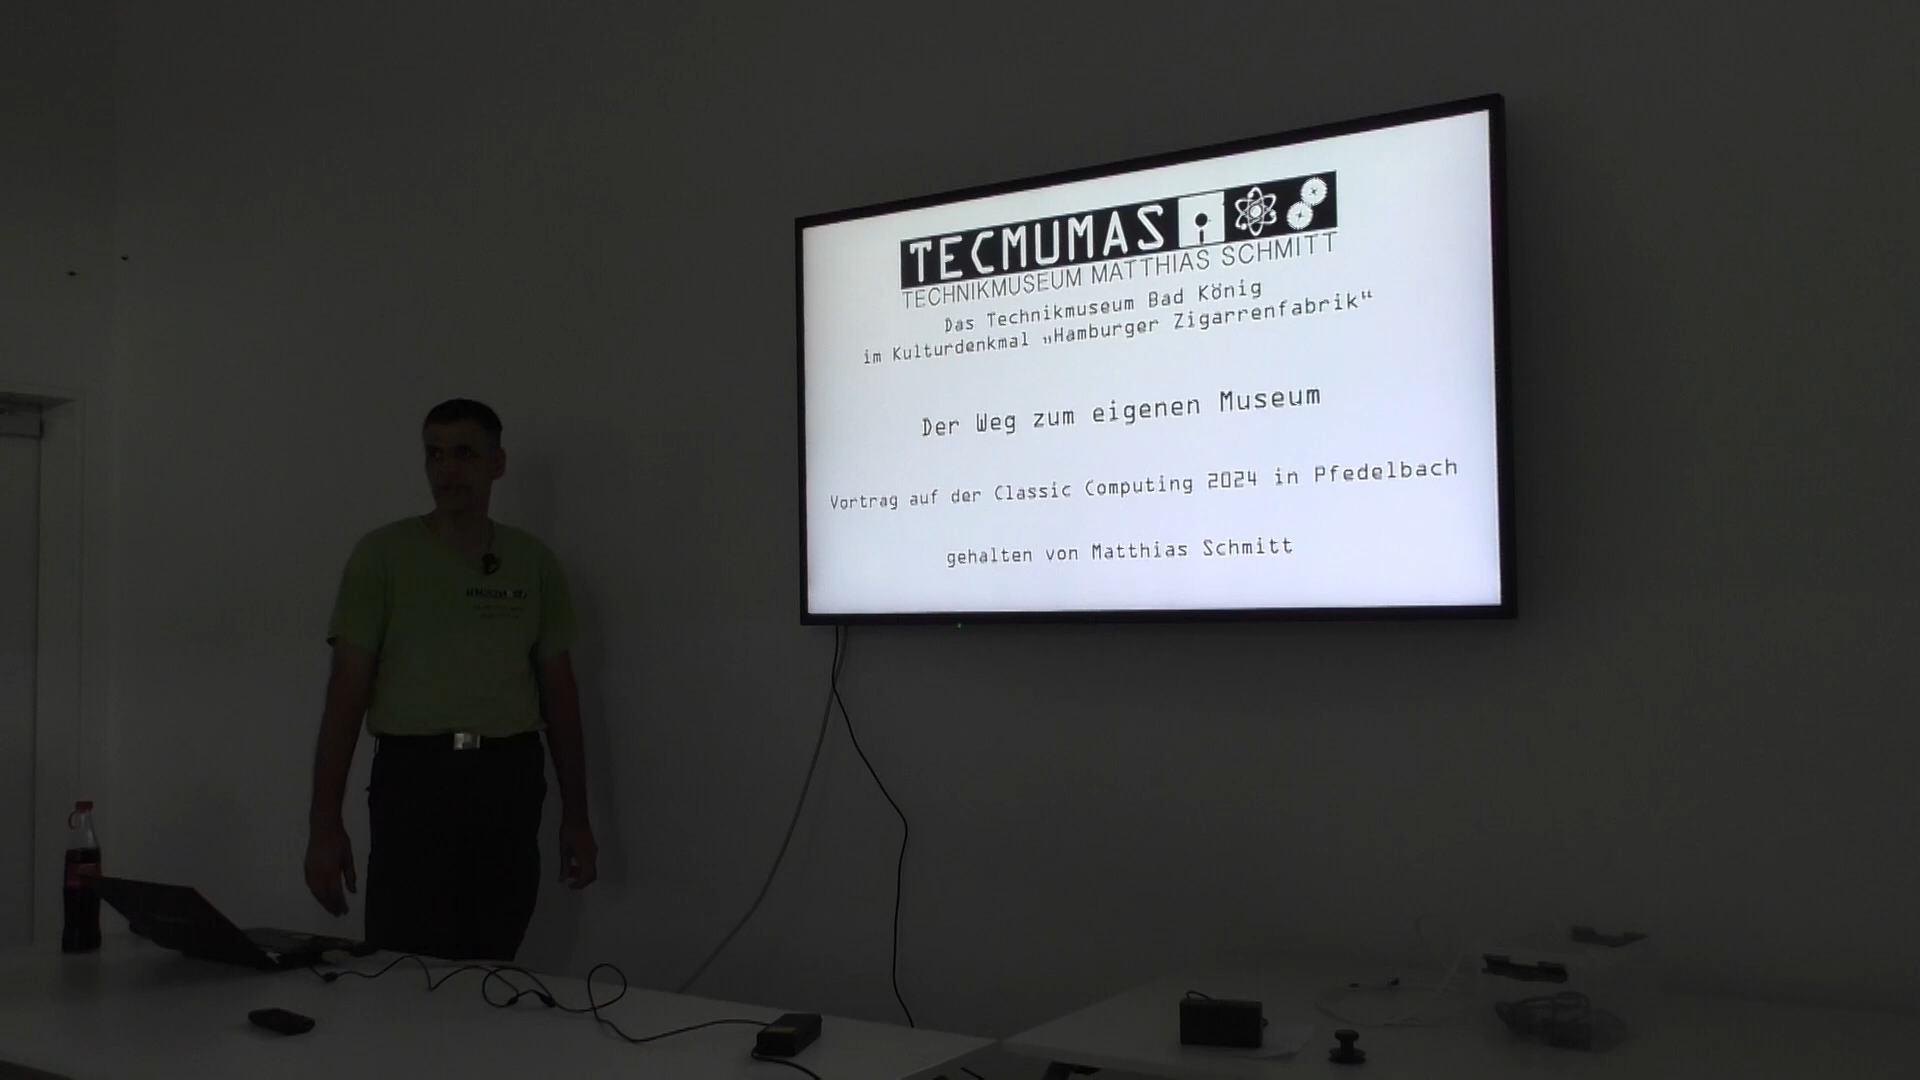 TECMUMAS
TECHNIKMUSEUM MATTHIAS SCHMITT
Das Technikmuseum Bad König
im Kulturdenkmal „Hamburger Zigarrenfabrik“
Der Weg zum eigenen Museum
Vortrag auf der Classic Computing 2024 in Pfedelbach
gehalten von Matthias Schmitt